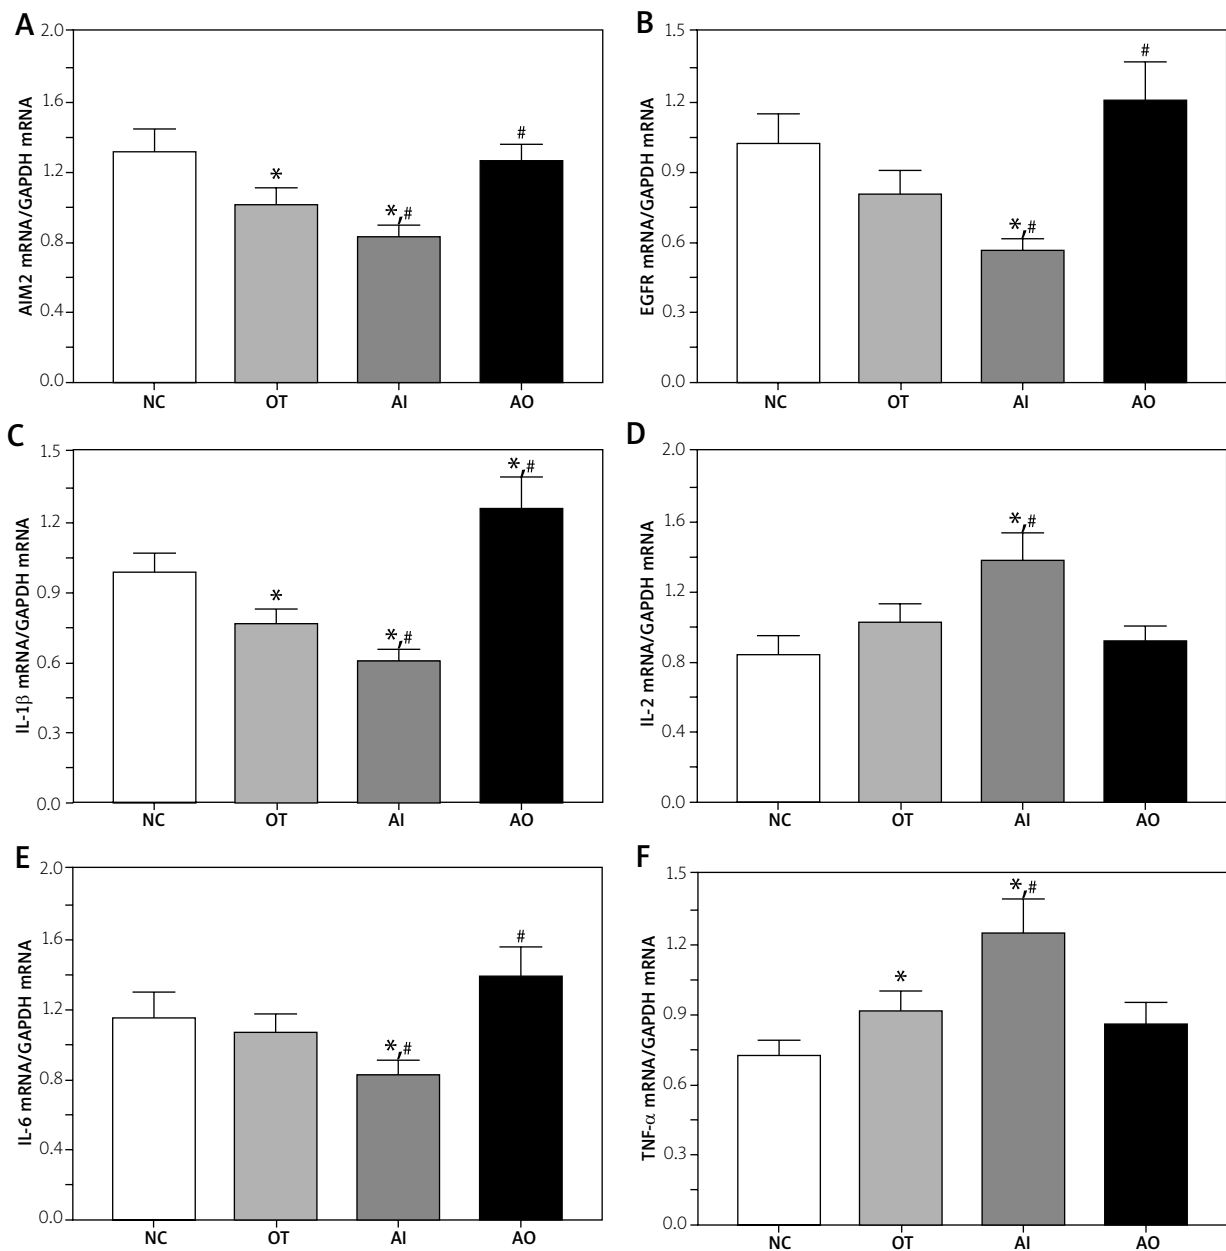 A
AIM2 mRNA/GAPDH mRNA
2.0
1.6
1.2
0.8
0.4
0.0
*
*,#
#
NC OT AI AO
B
EGFR mRNA/GAPDH mRNA
1.5
1.2
0.9
0.6
0.3
0.0
*,#
#
NC OT AI AO
C
IL-1β mRNA/GAPDH mRNA
1.5
1.2
0.9
0.6
0.3
0.0
*
*,#
*,#
NC OT AI AO
D
IL-2 mRNA/GAPDH mRNA
2.0
1.6
1.2
0.8
0.4
0.0
*,#
NC OT AI AO
E
IL-6 mRNA/GAPDH mRNA
2.0
1.6
1.2
0.8
0.4
0.0
*,#
#
NC OT AI AO
F
TNF-α mRNA/GAPDH mRNA
1.5
1.2
0.9
0.6
0.3
0.0
*
*,#
NC OT AI AO